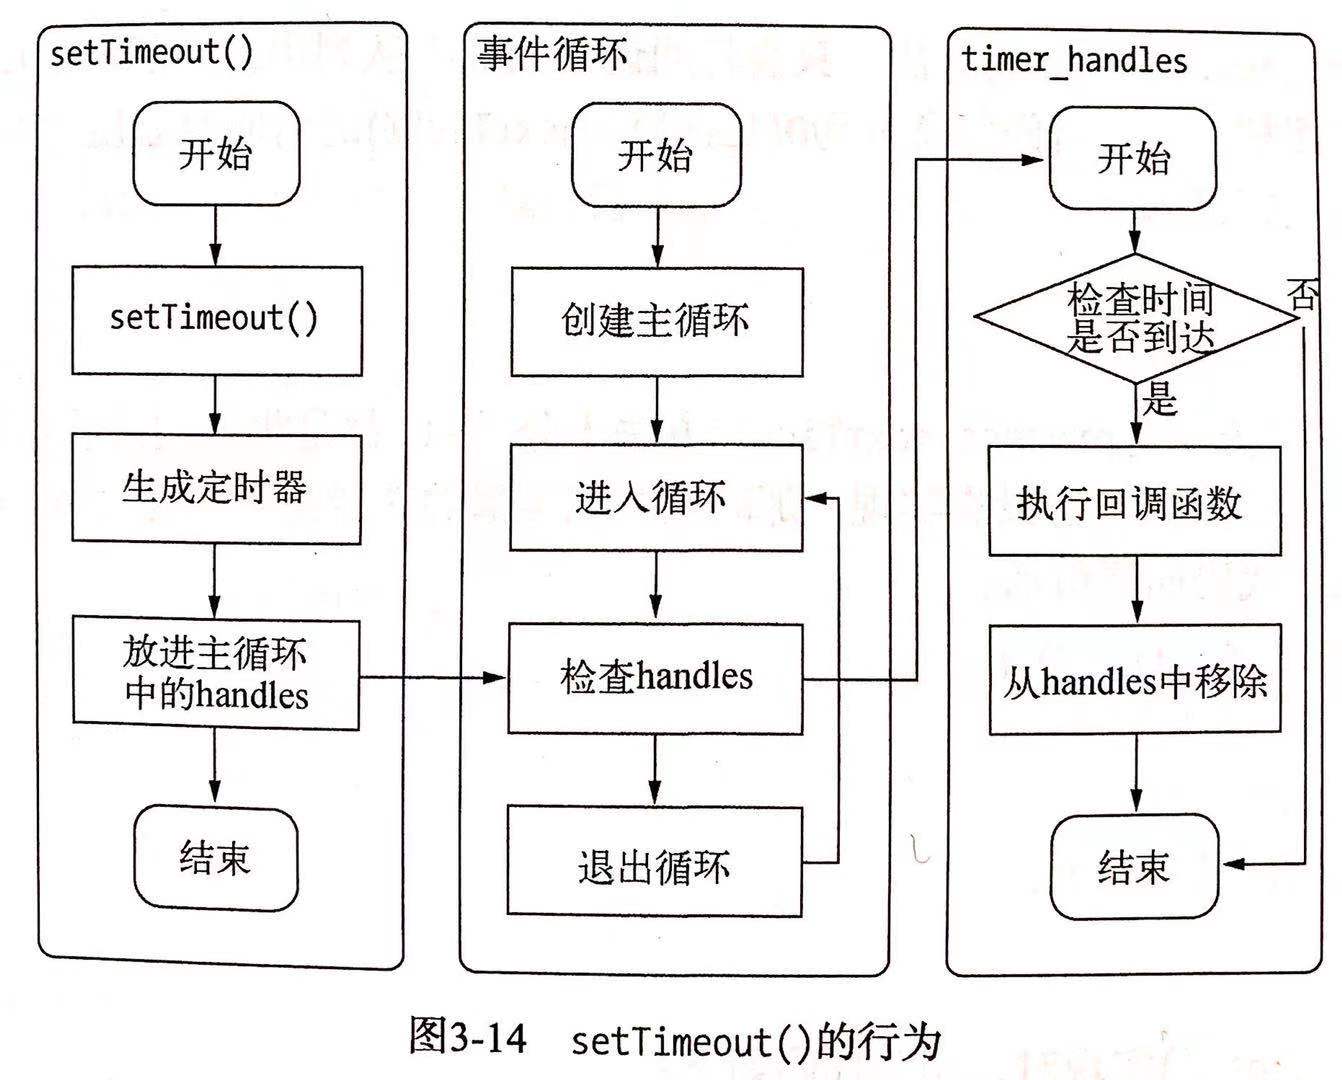 setTimeout()
开始
setTimeout()
生成定时器
放进主循环
中的handles
结束
事件循环
开始
创建主循环
进入循环
检查handles
退出循环
timer_handles
开始
检查时间
是否到达
否
是
执行回调函数
从handles中移除
结束
图3-14 setTimeout()的行为